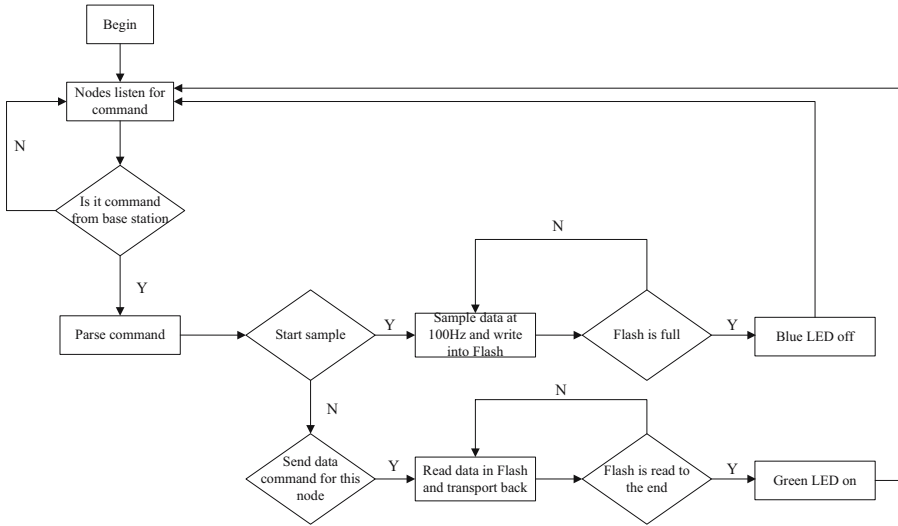 Begin
Nodes listen for
command
N
Is it command
from base station
Y
Parse command
Start sample
Y
Sample data at
100Hz and write
into Flash
N
Flash is full
Y
Blue LED off
N
Send data
command for this
node
Y
Read data in Flash
and transport back
N
Flash is read to
the end
Y
Green LED on